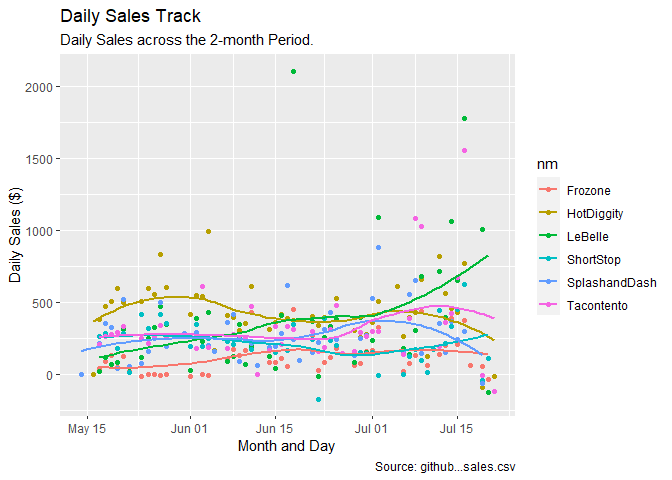 Daily Sales Track
Daily Sales across the 2-month Period.
Daily Sales ($)
2000
1500
1000
500
0
May 15
Jun 01
Jun 15
Jul 01
Jul 15
Month and Day
nm
Frozone
HotDiggity
LeBelle
ShortStop
SplashandDash
Tacontento
Source: github...sales.csv